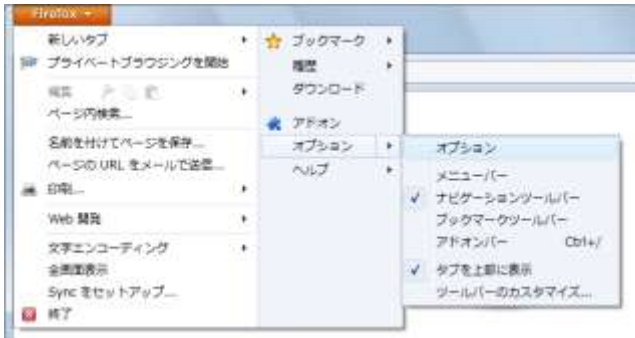 Firefox
新しいタブ
プライベートブラウジングを開始
編集
ページ内検索...
名前を付けてページを保存...
ページの URL をメールで送信...
印刷...
Web 開発
文字エンコーディング
全画面表示
Sync をセットアップ...
終了
ブックマーク
履歴
ダウンロード
アドオン
オプション
ヘルプ
オプション
メニューバー
ナビゲーションツールバー
ブックマークツールバー
アドオンバー Ctrl+/
タブを上部に表示
ツールバーのカスタマイズ...